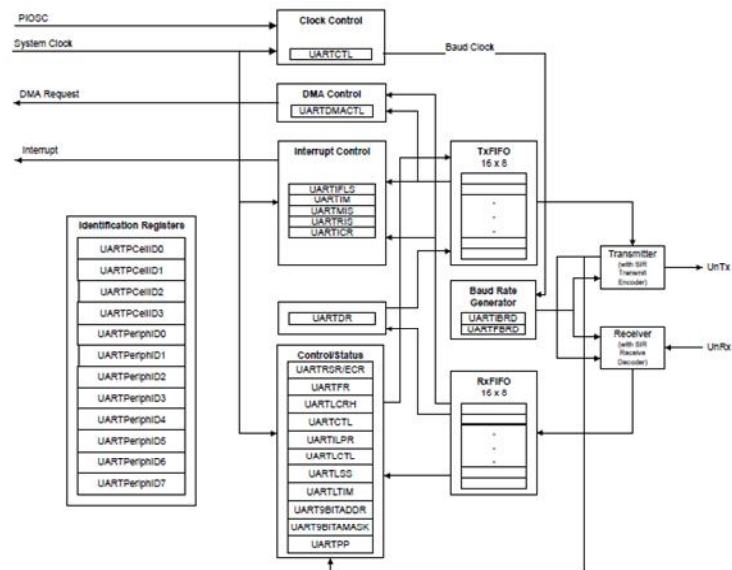 PIOSC
System Clock
Clock Control
UARTCTL
Baud Clock
DMA Request
DMA Control
UARTDMACTL
Interrupt
Interrupt Control
UARTIFLS
UARTIM
UARTMIS
UARTRIS
UARTICR
TxFIFO
16 x 8
.
.
.
Identification Registers
UARTPCellID0
UARTPCellID1
UARTPCellID2
UARTPCellID3
UARTPeriphID0
UARTPeriphID1
UARTPeriphID2
UARTPeriphID3
UARTPeriphID4
UARTPeriphID5
UARTPeriphID6
UARTPeriphID7
Transmitter
(with SIR
Transmit
Encoder)
UnTx
Baud Rate
Generator
UARTIBRD
UARTFBRD
UARTDR
Receiver
(with SIR
Receive
Decoder)
UnRx
Control/Status
UARTRSR/ECR
UARTFR
UARTLCRH
UARTCTL
UARTILPR
UARTLCTL
UARTLSS
UARTLTIM
UART9BITADDR
UART9BITAMASK
UARTPP
RxFIFO
16 x 8
.
.
.